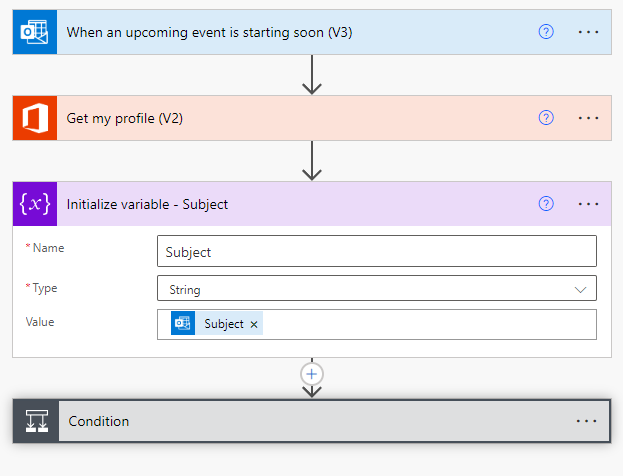 When an upcoming event is starting soon (V3)
Get my profile (V2)
{x} Initialize variable - Subject
* Name Subject
* Type String
Value Subject ×
Condition